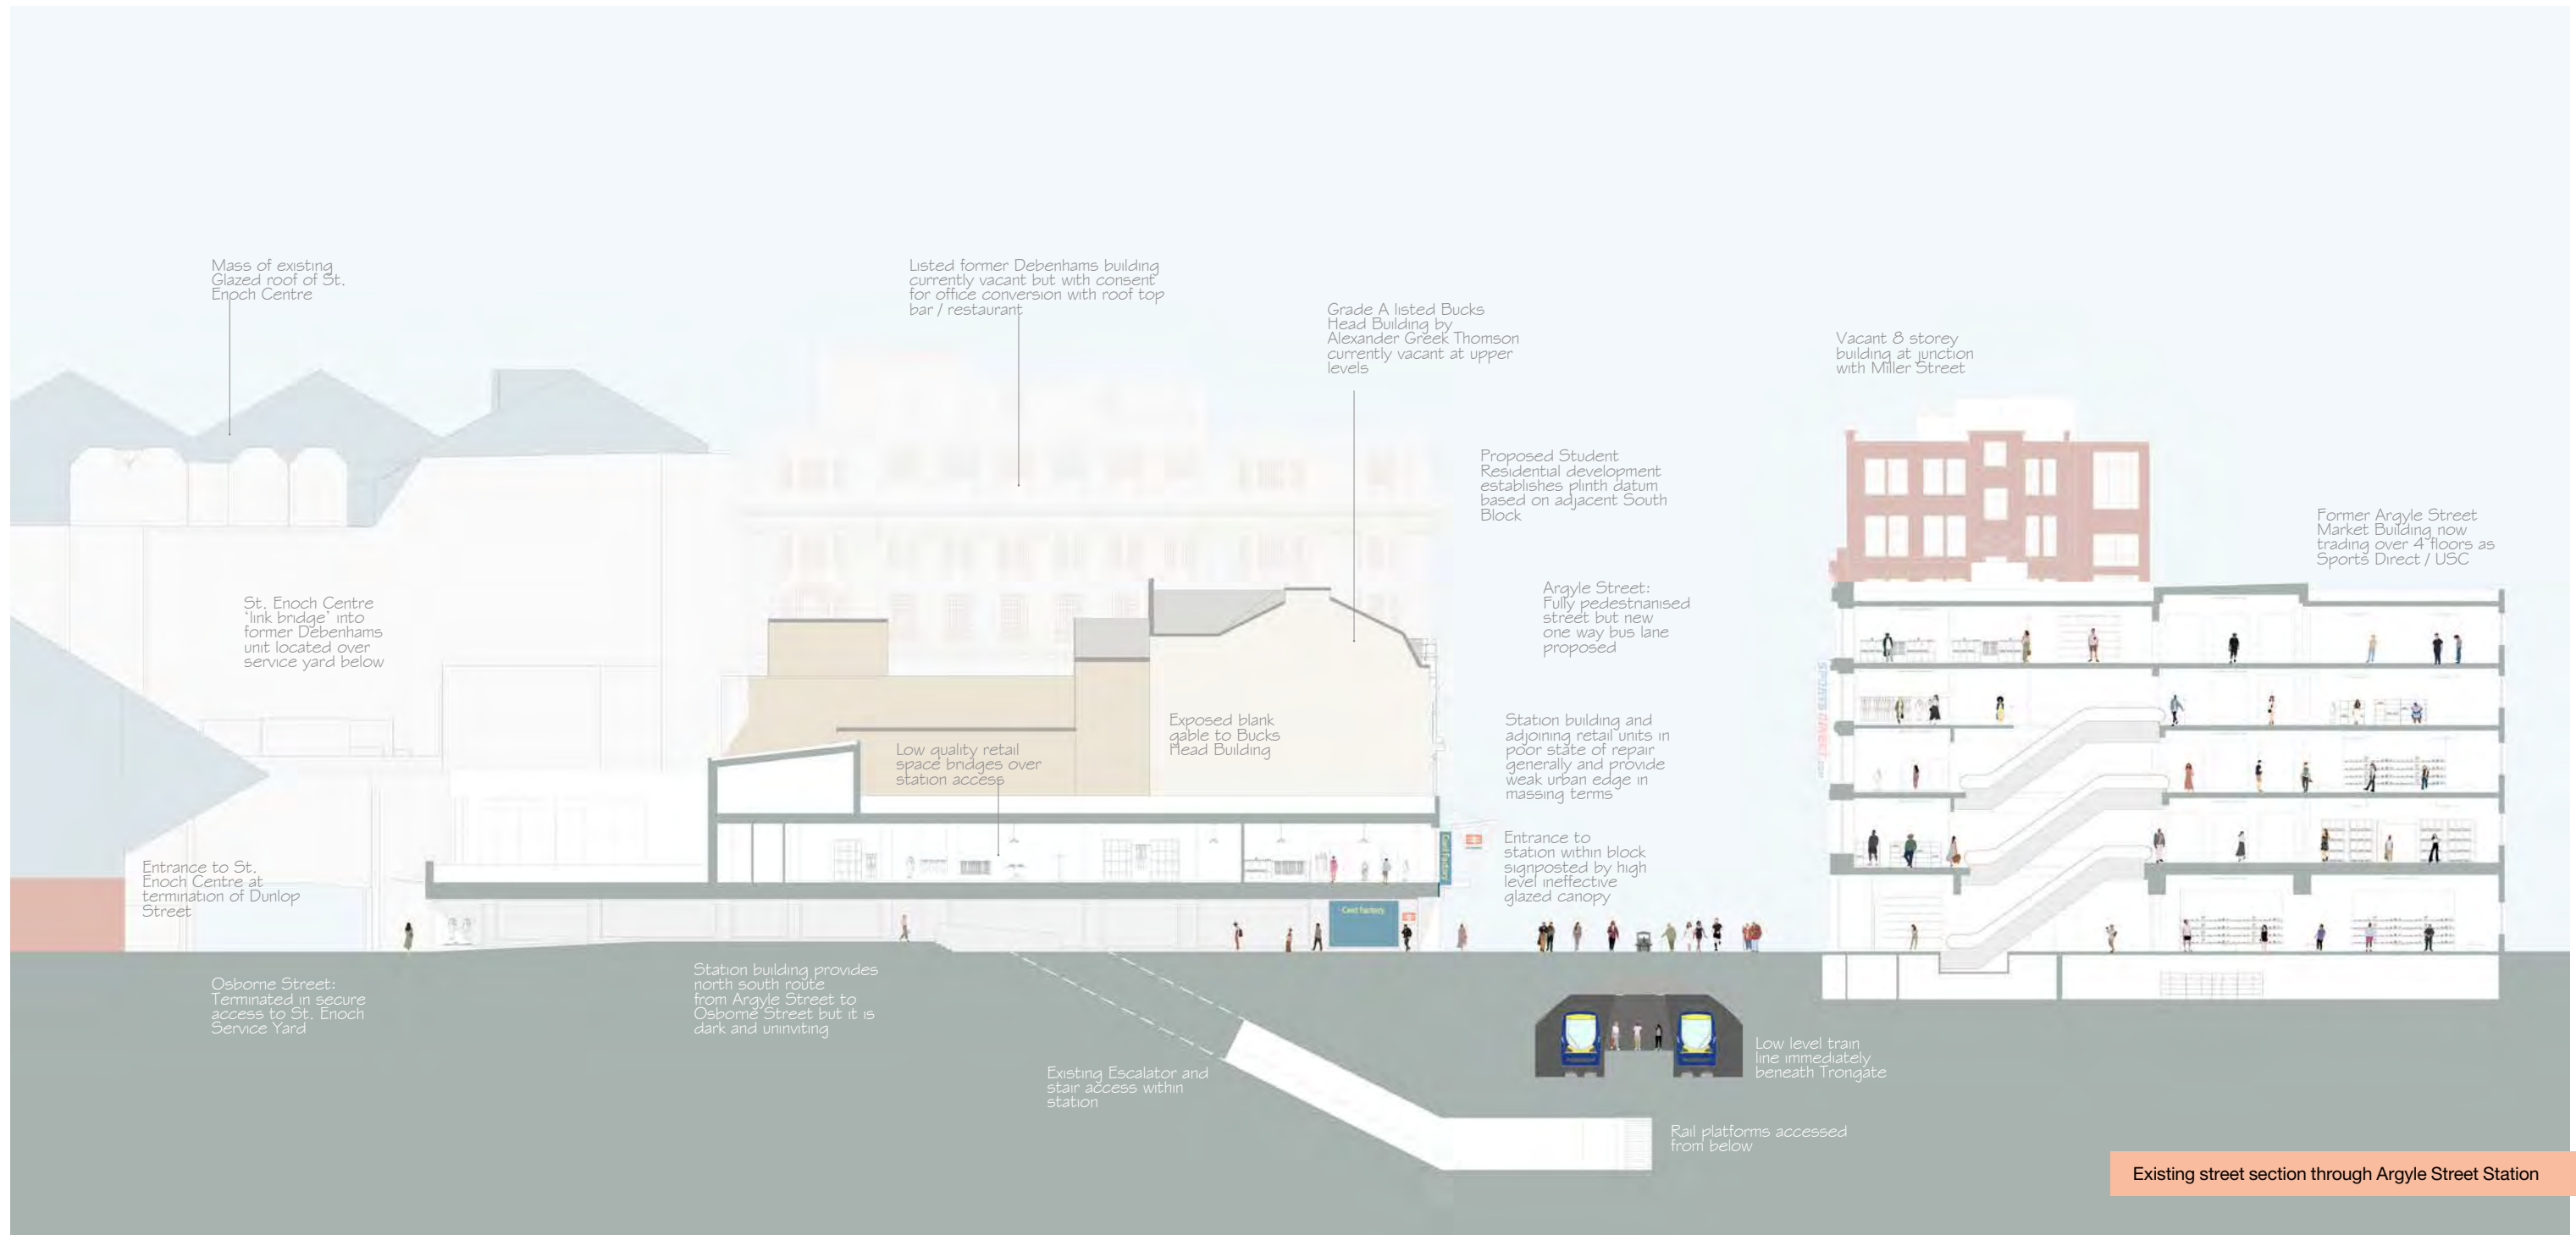 Mass of existing
Glazed roof of St.
Enoch Centre
Listed former Debenhams building
currently vacant but with consent
for office conversion with roof top
bar / restaurant
Grade A listed Bucks
Head Building by
Alexander Greek Thomson
currently vacant at upper
levels
Vacant 8 storey
building at junction
with Miller Street
Proposed Student
Residential development
establishes plinth datum
based on adjacent South
Block
Former Argyle Street
Market Building now
trading over 4 floors as
Sports Direct / USC
St. Enoch Centre
'link bridge' into
former Debenhams
unit located over
service yard below
Argyle Street:
Fully pedestrianised
street but new
one way bus lane
proposed
SPORTS DIRECT.com
Exposed blank
gable to Bucks
Head Building
Low quality retail
space bridges over
station access
Station building and
adjoining retail units in
poor state of repair
generally and provide
weak urban edge in
massing terms
Card Factory
Entrance to
station within block
signposted by high
level ineffective
glazed canopy
Entrance to St.
Enoch Centre at
termination of Dunlop
Street
Card factory
Osborne Street:
Terminated in secure
access to St. Enoch
Service Yard
Station building provides
north south route
from Argyle Street to
Osborne Street but it is
dark and uninviting
Existing Escalator and
stair access within
station
Low level train
line immediately
beneath Trongate
Rail platforms accessed
from below
Existing street section through Argyle Street Station